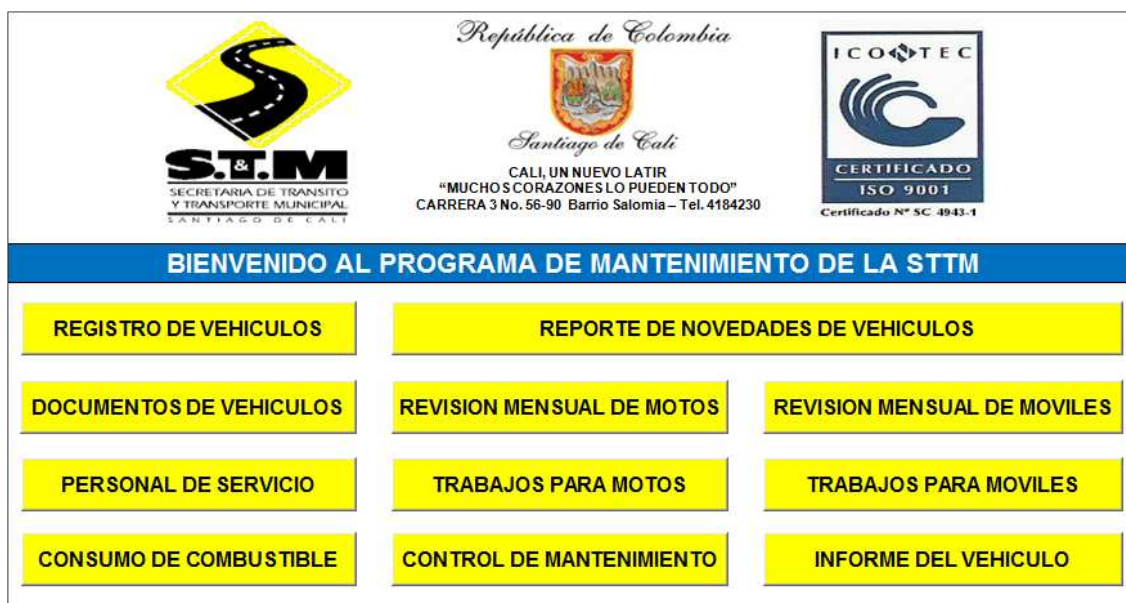 S.T&M
SECRETARIA DE TRANSITO
Y TRANSPORTE MUNICIPAL
SANTIAGO DE CALI
República de Colombia
Santiago de Cali
CALI, UN NUEVO LATIR
“MUCHOS CORAZONES LO PUEDEN TODO”
CARRERA 3 No. 56-90 Barrio Salomia – Tel. 4184230
ICONTEC
CERTIFICADO
ISO 9001
Certificado Nº SC 4943-1
BIENVENIDO AL PROGRAMA DE MANTENIMIENTO DE LA STTM
REGISTRO DE VEHICULOS
REPORTE DE NOVEDADES DE VEHICULOS
DOCUMENTOS DE VEHICULOS
REVISION MENSUAL DE MOTOS
REVISION MENSUAL DE MOVILES
PERSONAL DE SERVICIO
TRABAJOS PARA MOTOS
TRABAJOS PARA MOVILES
CONSUMO DE COMBUSTIBLE
CONTROL DE MANTENIMIENTO
INFORME DEL VEHICULO